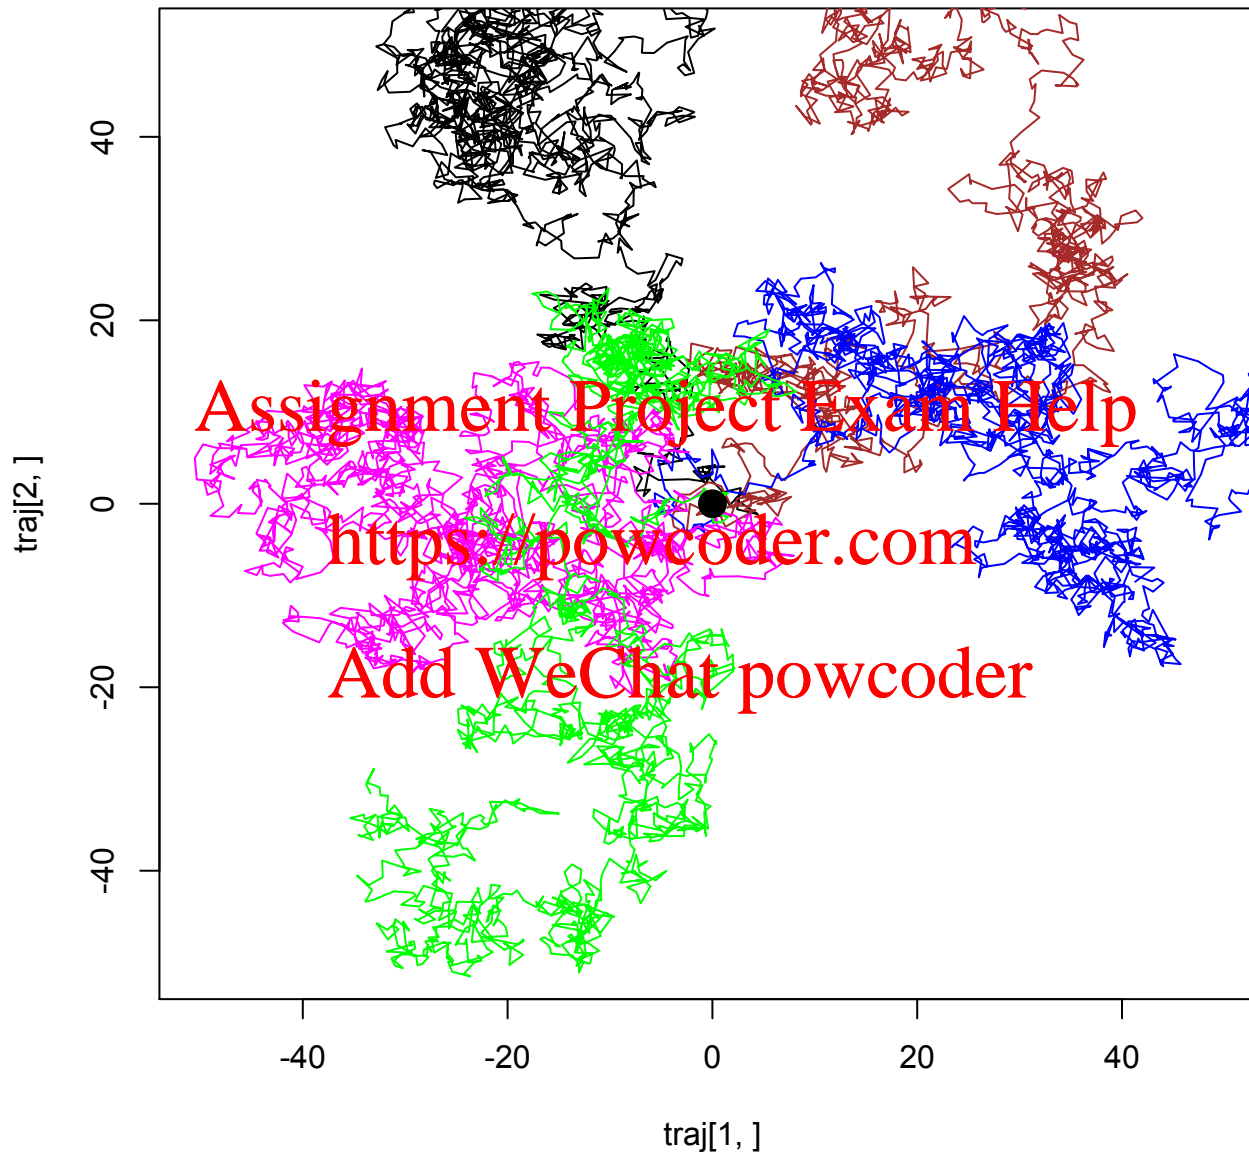 40
20
0
-20
-40
traj[2, ]
Assignment Project Exam Help
https://powcoder.com
Add WeChat powcoder
-40 -20 0 20 40
traj[1, ]